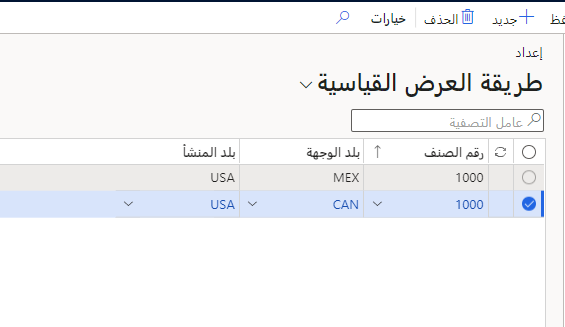 حفظ جديد الحذف خيارات
إعداد
طريقة العرض القياسية
عامل التصفية
رقم الصنف بلد الوجهة بلد المنشأ
1000 MEX USA
1000 CAN USA